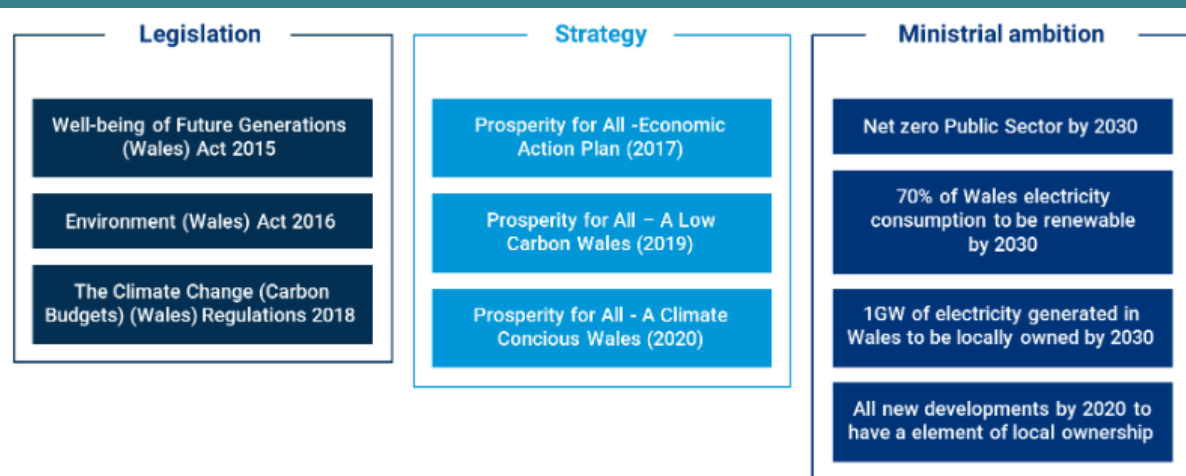 Legislation
Well-being of Future Generations
(Wales) Act 2015
Environment (Wales) Act 2016
The Climate Change (Carbon
Budgets) (Wales) Regulations 2018
Strategy
Prosperity for All -Economic
Action Plan (2017)
Prosperity for All – A Low
Carbon Wales (2019)
Prosperity for All - A Climate
Concious Wales (2020)
Ministrial ambition
Net zero Public Sector by 2030
70% of Wales electricity
consumption to be renewable
by 2030
1GW of electricity generated in
Wales to be locally owned by 2030
All new developments by 2020 to
have a element of local ownership